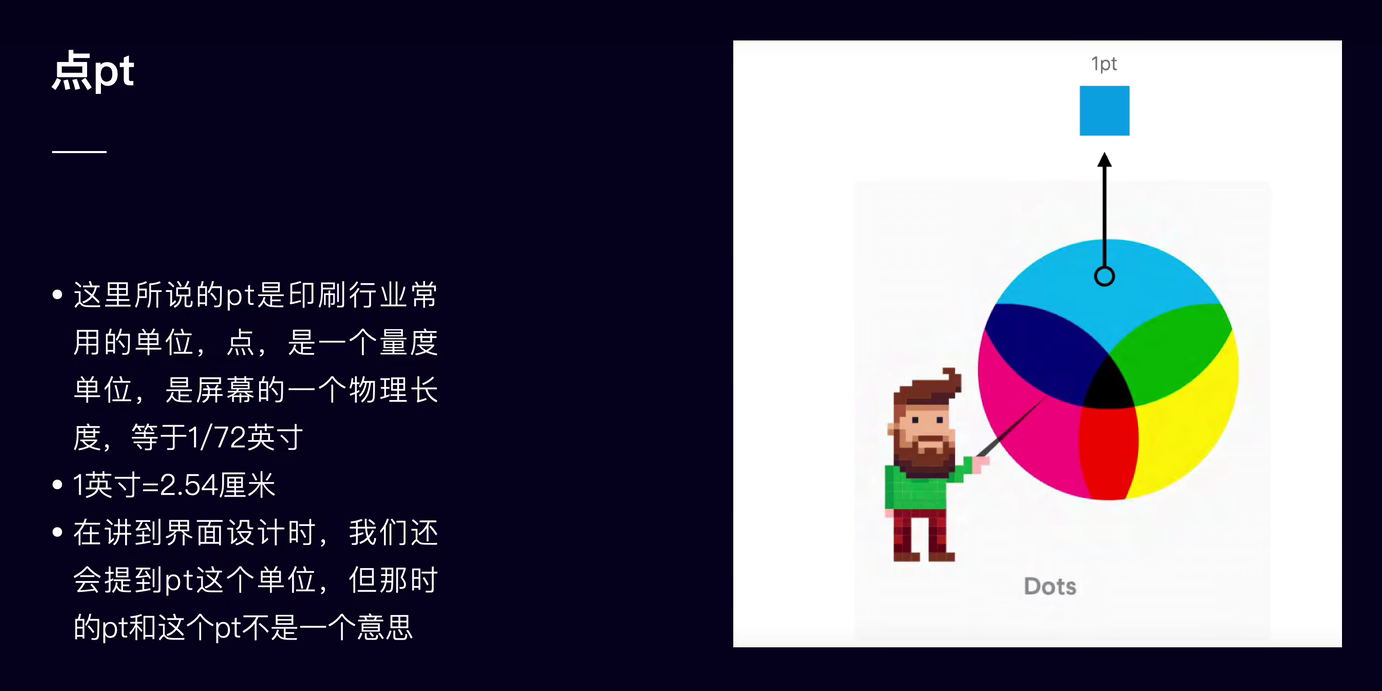 点pt
• 这里所说的pt是印刷行业常
用的单位，点，是一个量度
单位，是屏幕的一个物理长
度，等于1/72英寸
• 1英寸=2.54厘米
• 在讲到界面设计时，我们还
会提到pt这个单位，但那时
的pt和这个pt不是一个意思
1pt
Dots